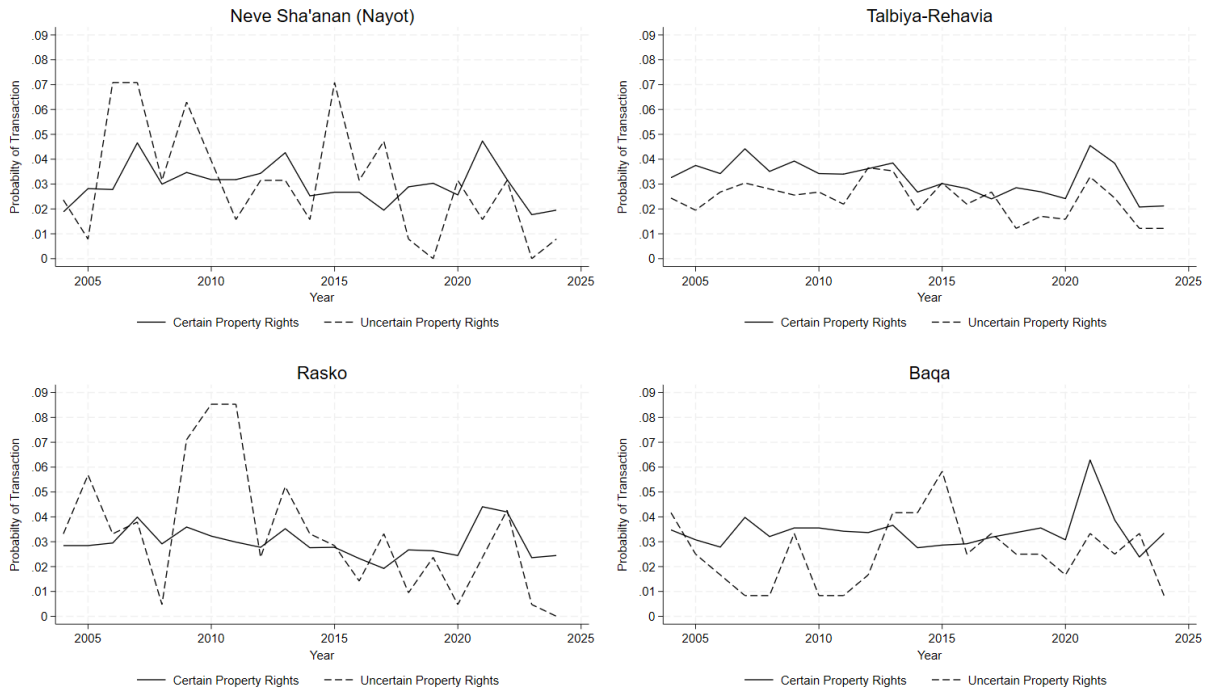 Neve Sha'anan (Nayot)
.09
.08
.07
.06
.05
.04
.03
.02
.01
0
Probabilty of Transaction
2005 2010 2015 2020 2025
Year
Certain Property Rights Uncertain Property Rights
Talbiya-Rehavia
.09
.08
.07
.06
.05
.04
.03
.02
.01
0
Probabilty of Transaction
2005 2010 2015 2020 2025
Year
Certain Property Rights Uncertain Property Rights
Rasko
.09
.08
.07
.06
.05
.04
.03
.02
.01
0
Probabilty of Transaction
2005 2010 2015 2020 2025
Year
Certain Property Rights Uncertain Property Rights
Baqa
.09
.08
.07
.06
.05
.04
.03
.02
.01
0
Probabilty of Transaction
2005 2010 2015 2020 2025
Year
Certain Property Rights Uncertain Property Rights